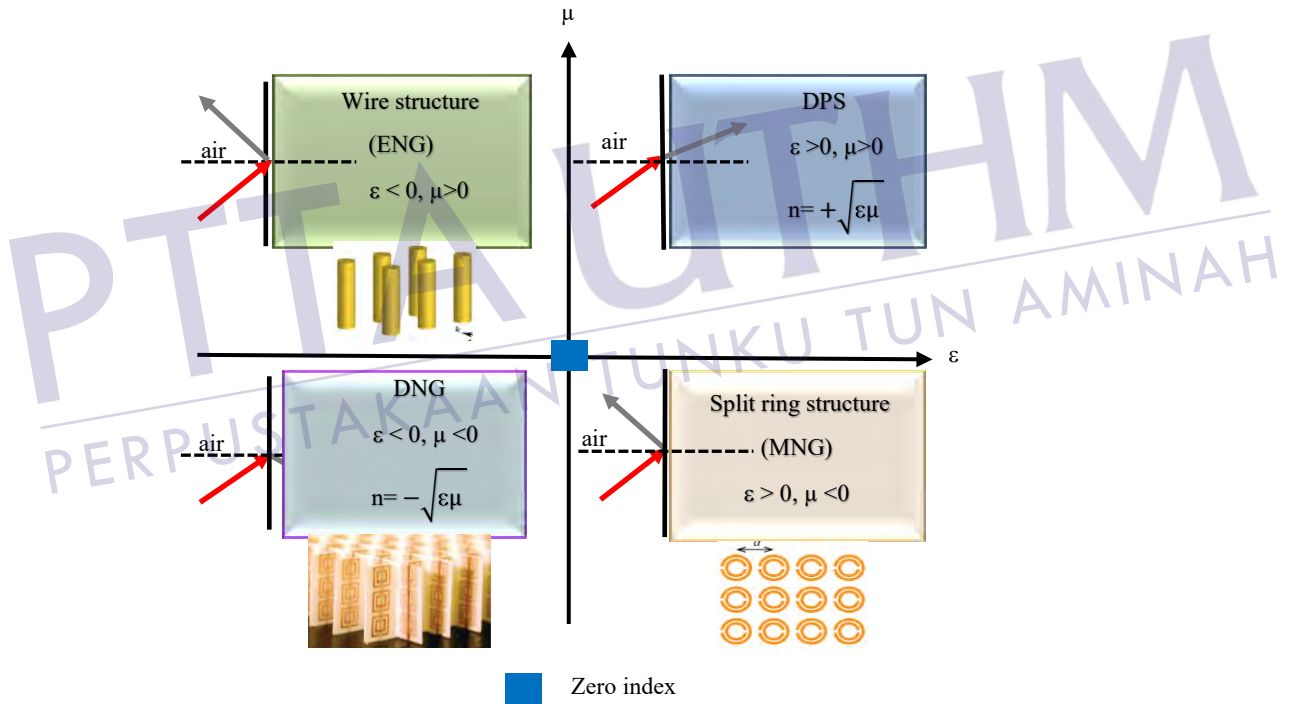 μ
Wire structure
(ENG)
ε < 0, μ>0
air
DPS
ε >0, μ>0
n= +√εμ
air
ε
DNG
ε < 0, μ <0
n= −√εμ
air
Split ring structure
(MNG)
ε > 0, μ <0
air
a
Zero index
PTTA UTHM
PERPUSTAKAAN TUNKU TUN AMINAH